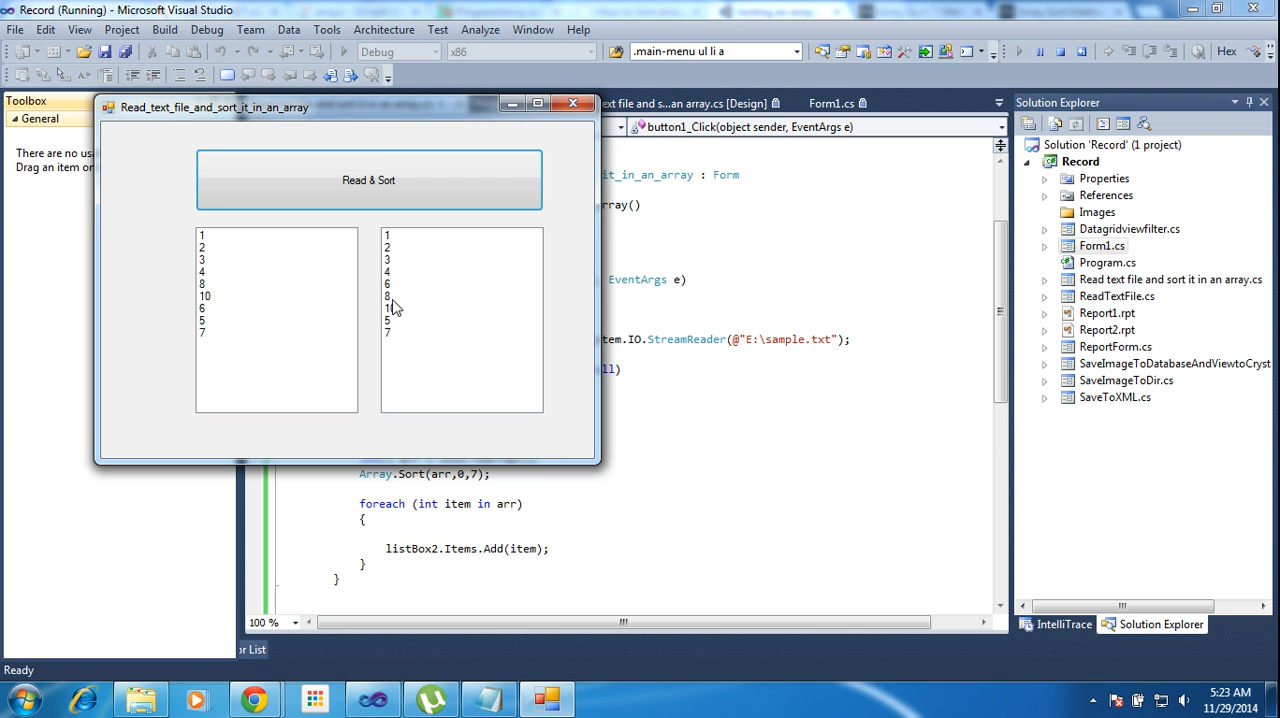 Record (Running) - Microsoft Visual Studio
File Edit View Project Build Debug Team Data Tools Architecture Test Analyze Window Help
Debug x86 .main-menu ul li a Hex
Toolbox
General
There are no usa
Drag an item on
Read_text_file_and_sort_it_in_an_array
Read & Sort
1
2
3
4
8
10
6
5
7
1
2
3
4
6
8
5
7
ext file and s...an array.cs [Design] Form1.cs
button1_Click(object sender, EventArgs e)
it_in_an_array : Form
rray()
EventArgs e)
tem.IO.StreamReader(@"E:\sample.txt");
ll)
Array.Sort(arr,0,7);
foreach (int item in arr)
{
listBox2.Items.Add(item);
}
}
100 %
or List
Solution Explorer
Solution 'Record' (1 project)
Record
Properties
References
Images
Datagridviewfilter.cs
Form1.cs
Program.cs
Read text file and sort it in an array.cs
ReadTextFile.cs
Report1.rpt
Report2.rpt
ReportForm.cs
SaveImageToDatabaseAndViewtoCryst
SaveImageToDir.cs
SaveToXML.cs
IntelliTrace Solution Explorer
Ready
5:23 AM
11/29/2014